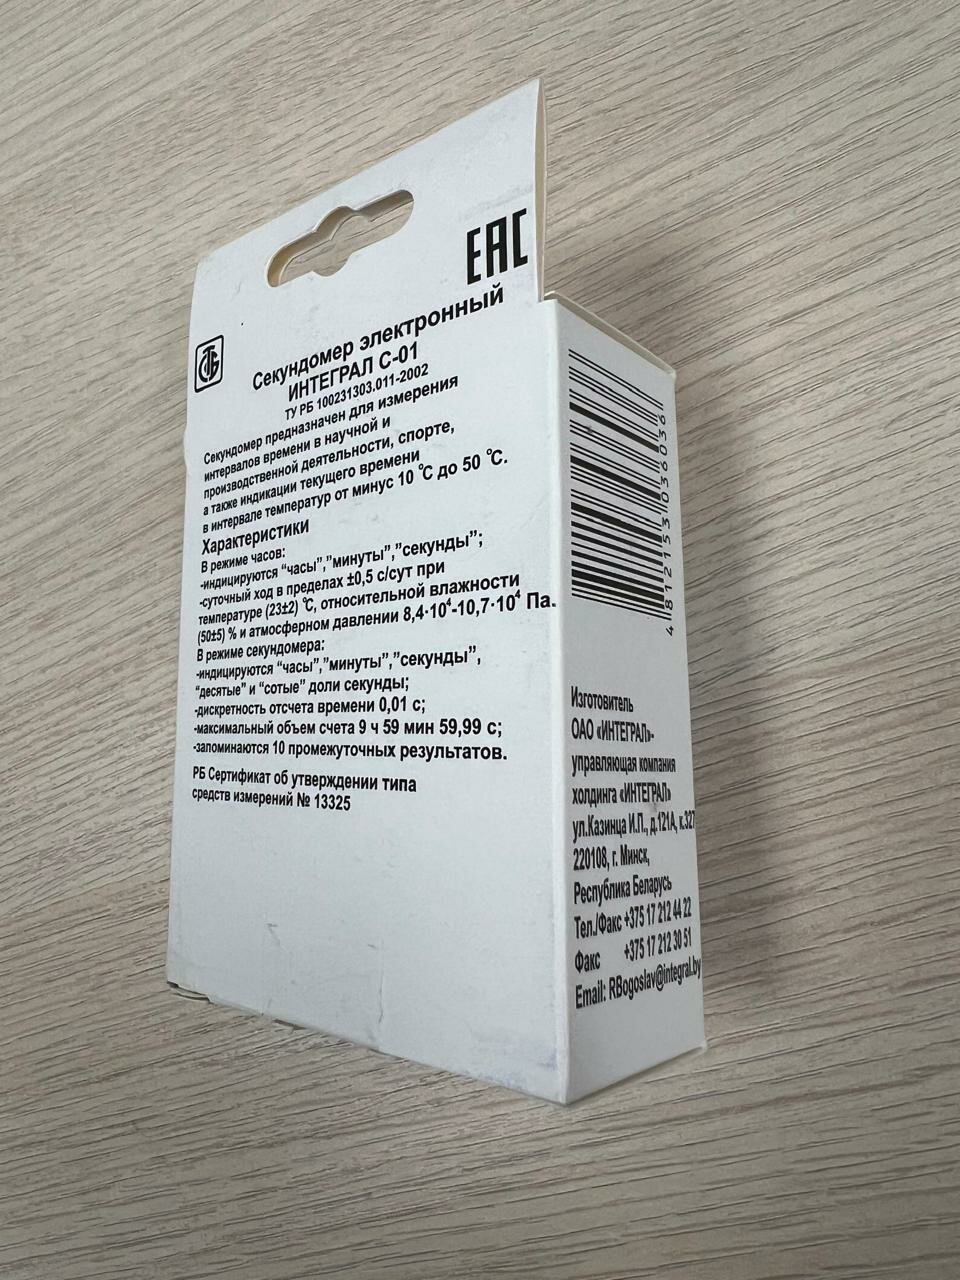 EAC
Секундомер электронный
ИНТЕГРАЛ С-01
ТУ РБ 100231303.011-2002
Секундомер предназначен для измерения
интервалов времени в научной и
производственной деятельности, спорте,
а также индикации текущего времени
в интервале температур от минус 10 °С до 50 °С.
Характеристики
В режиме часов:
-индицируются “часы”,”минуты”,”секунды”;
-суточный ход в пределах ±0,5 с/сут при
температуре (23±2) °С, относительной влажности
(50±5) % и атмосферном давлении 8,4·10⁴-10,7·10⁴ Па.
В режиме секундомера:
-индицируются “часы”,”минуты”,”секунды”,
“десятые” и “сотые” доли секунды;
-дискретность отсчета времени 0,01 с;
-максимальный объем счета 9 ч 59 мин 59,99 с;
-запоминаются 10 промежуточных результатов.
РБ Сертификат об утверждении типа
средств измерений № 13325
4 812153 036036
Изготовитель
ОАО «ИНТЕГРАЛ»-
управляющая компания
холдинга «ИНТЕГРАЛ»
ул.Казинца И.П., д.121А, к.327
220108, г. Минск,
Республика Беларусь
Тел./Факс +375 17 212 44 22
Факс +375 17 212 30 51
Email: RBogoslav@integral.by